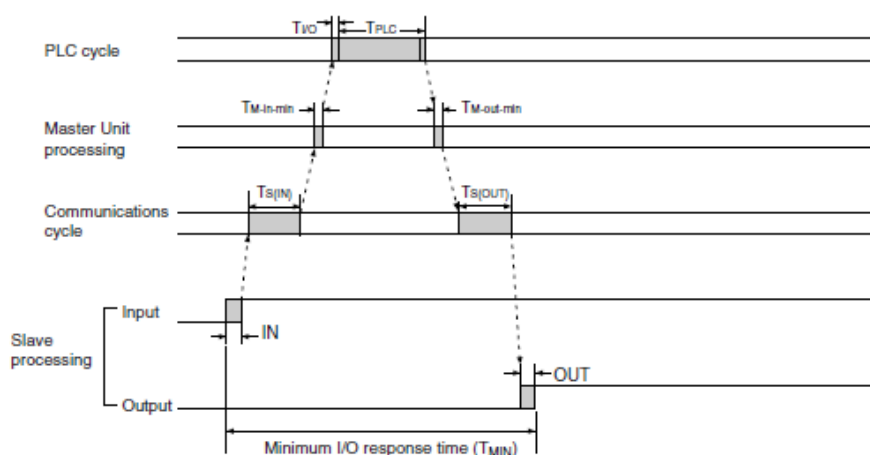 TI/O TPLC
PLC cycle
TM-in-min TM-out-min
Master Unit
processing
TS(IN) TS(OUT)
Communications
cycle
Slave
processing
Input
IN
OUT
Output
Minimum I/O response time (TMIN)